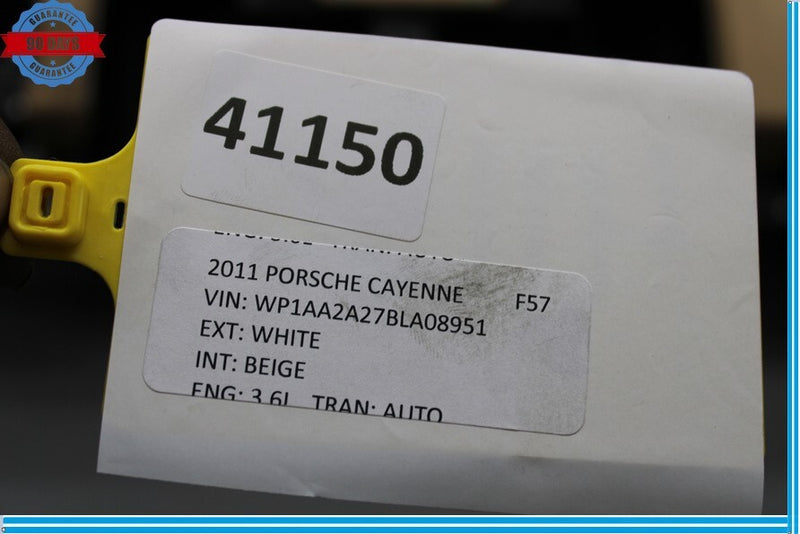 GUARANTEE
90 DAYS
GUARANTEE
41150
2011 PORSCHE CAYENNE F57
VIN: WP1AA2A27BLA08951
EXT: WHITE
INT: BEIGE
ENG: 3.6L TRAN: AUTO